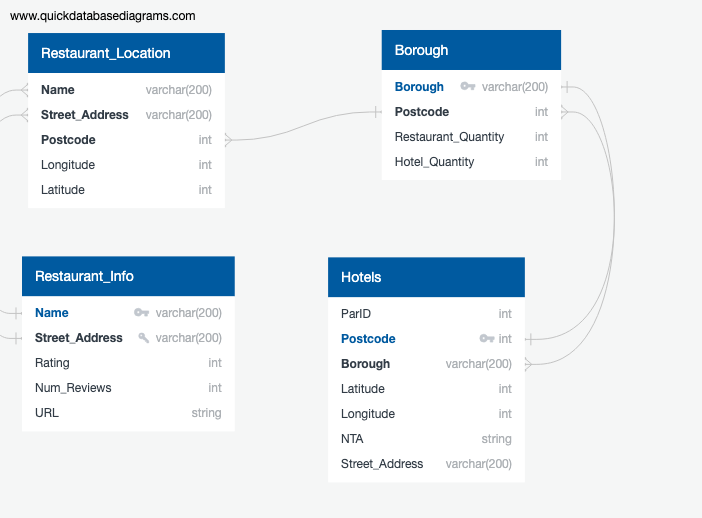 www.quickdatabasediagrams.com
Restaurant_Location
Name varchar(200)
Street_Address varchar(200)
Postcode int
Longitude int
Latitude int
Borough
Borough varchar(200)
Postcode int
Restaurant_Quantity int
Hotel_Quantity int
Restaurant_Info
Name varchar(200)
Street_Address varchar(200)
Rating int
Num_Reviews int
URL string
Hotels
ParID int
Postcode int
Borough varchar(200)
Latitude int
Longitude int
NTA string
Street_Address varchar(200)